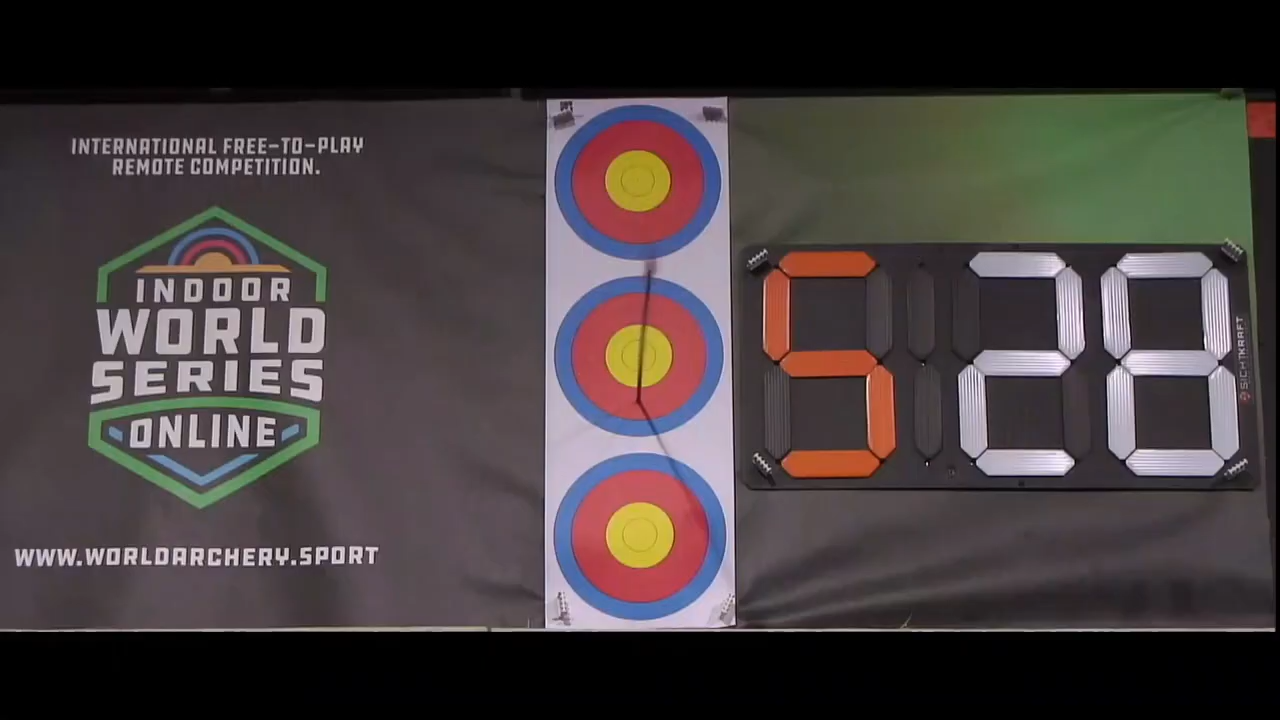 INTERNATIONAL FREE-TO-PLAY
REMOTE COMPETITION.
INDOOR
WORLD
SERIES
ONLINE
WWW.WORLDARCHERY.SPORT
5 28
SICHTKRAFT